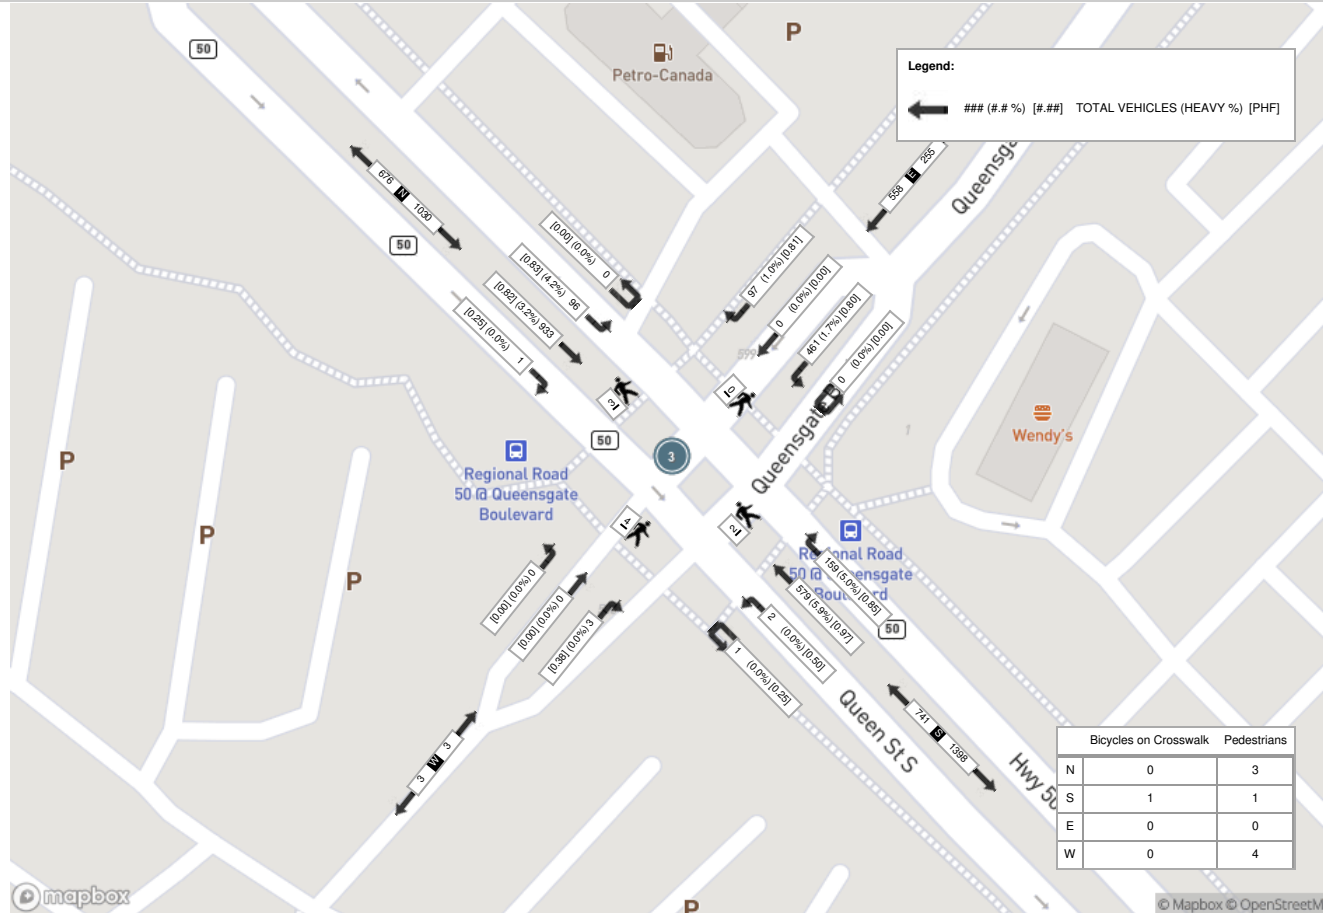 50
P
Petro-Canada
Legend:
### (#.# %) [#.##] TOTAL VEHICLES (HEAVY %) [PHF]
558 E 255
676 N 1030
50
[0.00] (0.0%) 0
[0.83] (4.2%) 96
[0.82] (3.2%) 933
[0.25] (0.0%) 1
97 (1.0%) [0.81]
0 (0.0%) [0.00]
461 (1.7%) [0.80]
0 (0.0%) [0.00]
599
3
0
50
3
Wendy's
P
Regional Road
50 @ Queensgate
Boulevard
4
2
P
P
Regional Road
50 @ Queensgate
Boulevard
[0.00] (0.0%) 0
[0.00] (0.0%) 0
[0.38] (0.0%) 3
159 (5.0%) [0.85]
579 (5.9%) [0.97]
2 (0.0%) [0.50]
1 (0.0%) [0.25]
50
Queen St S
3 W 3
741 S 1398
Hwy 50
Bicycles on Crosswalk Pedestrians
N 0 3
S 1 1
E 0 0
W 0 4
mapbox
P
© Mapbox © OpenStreetM